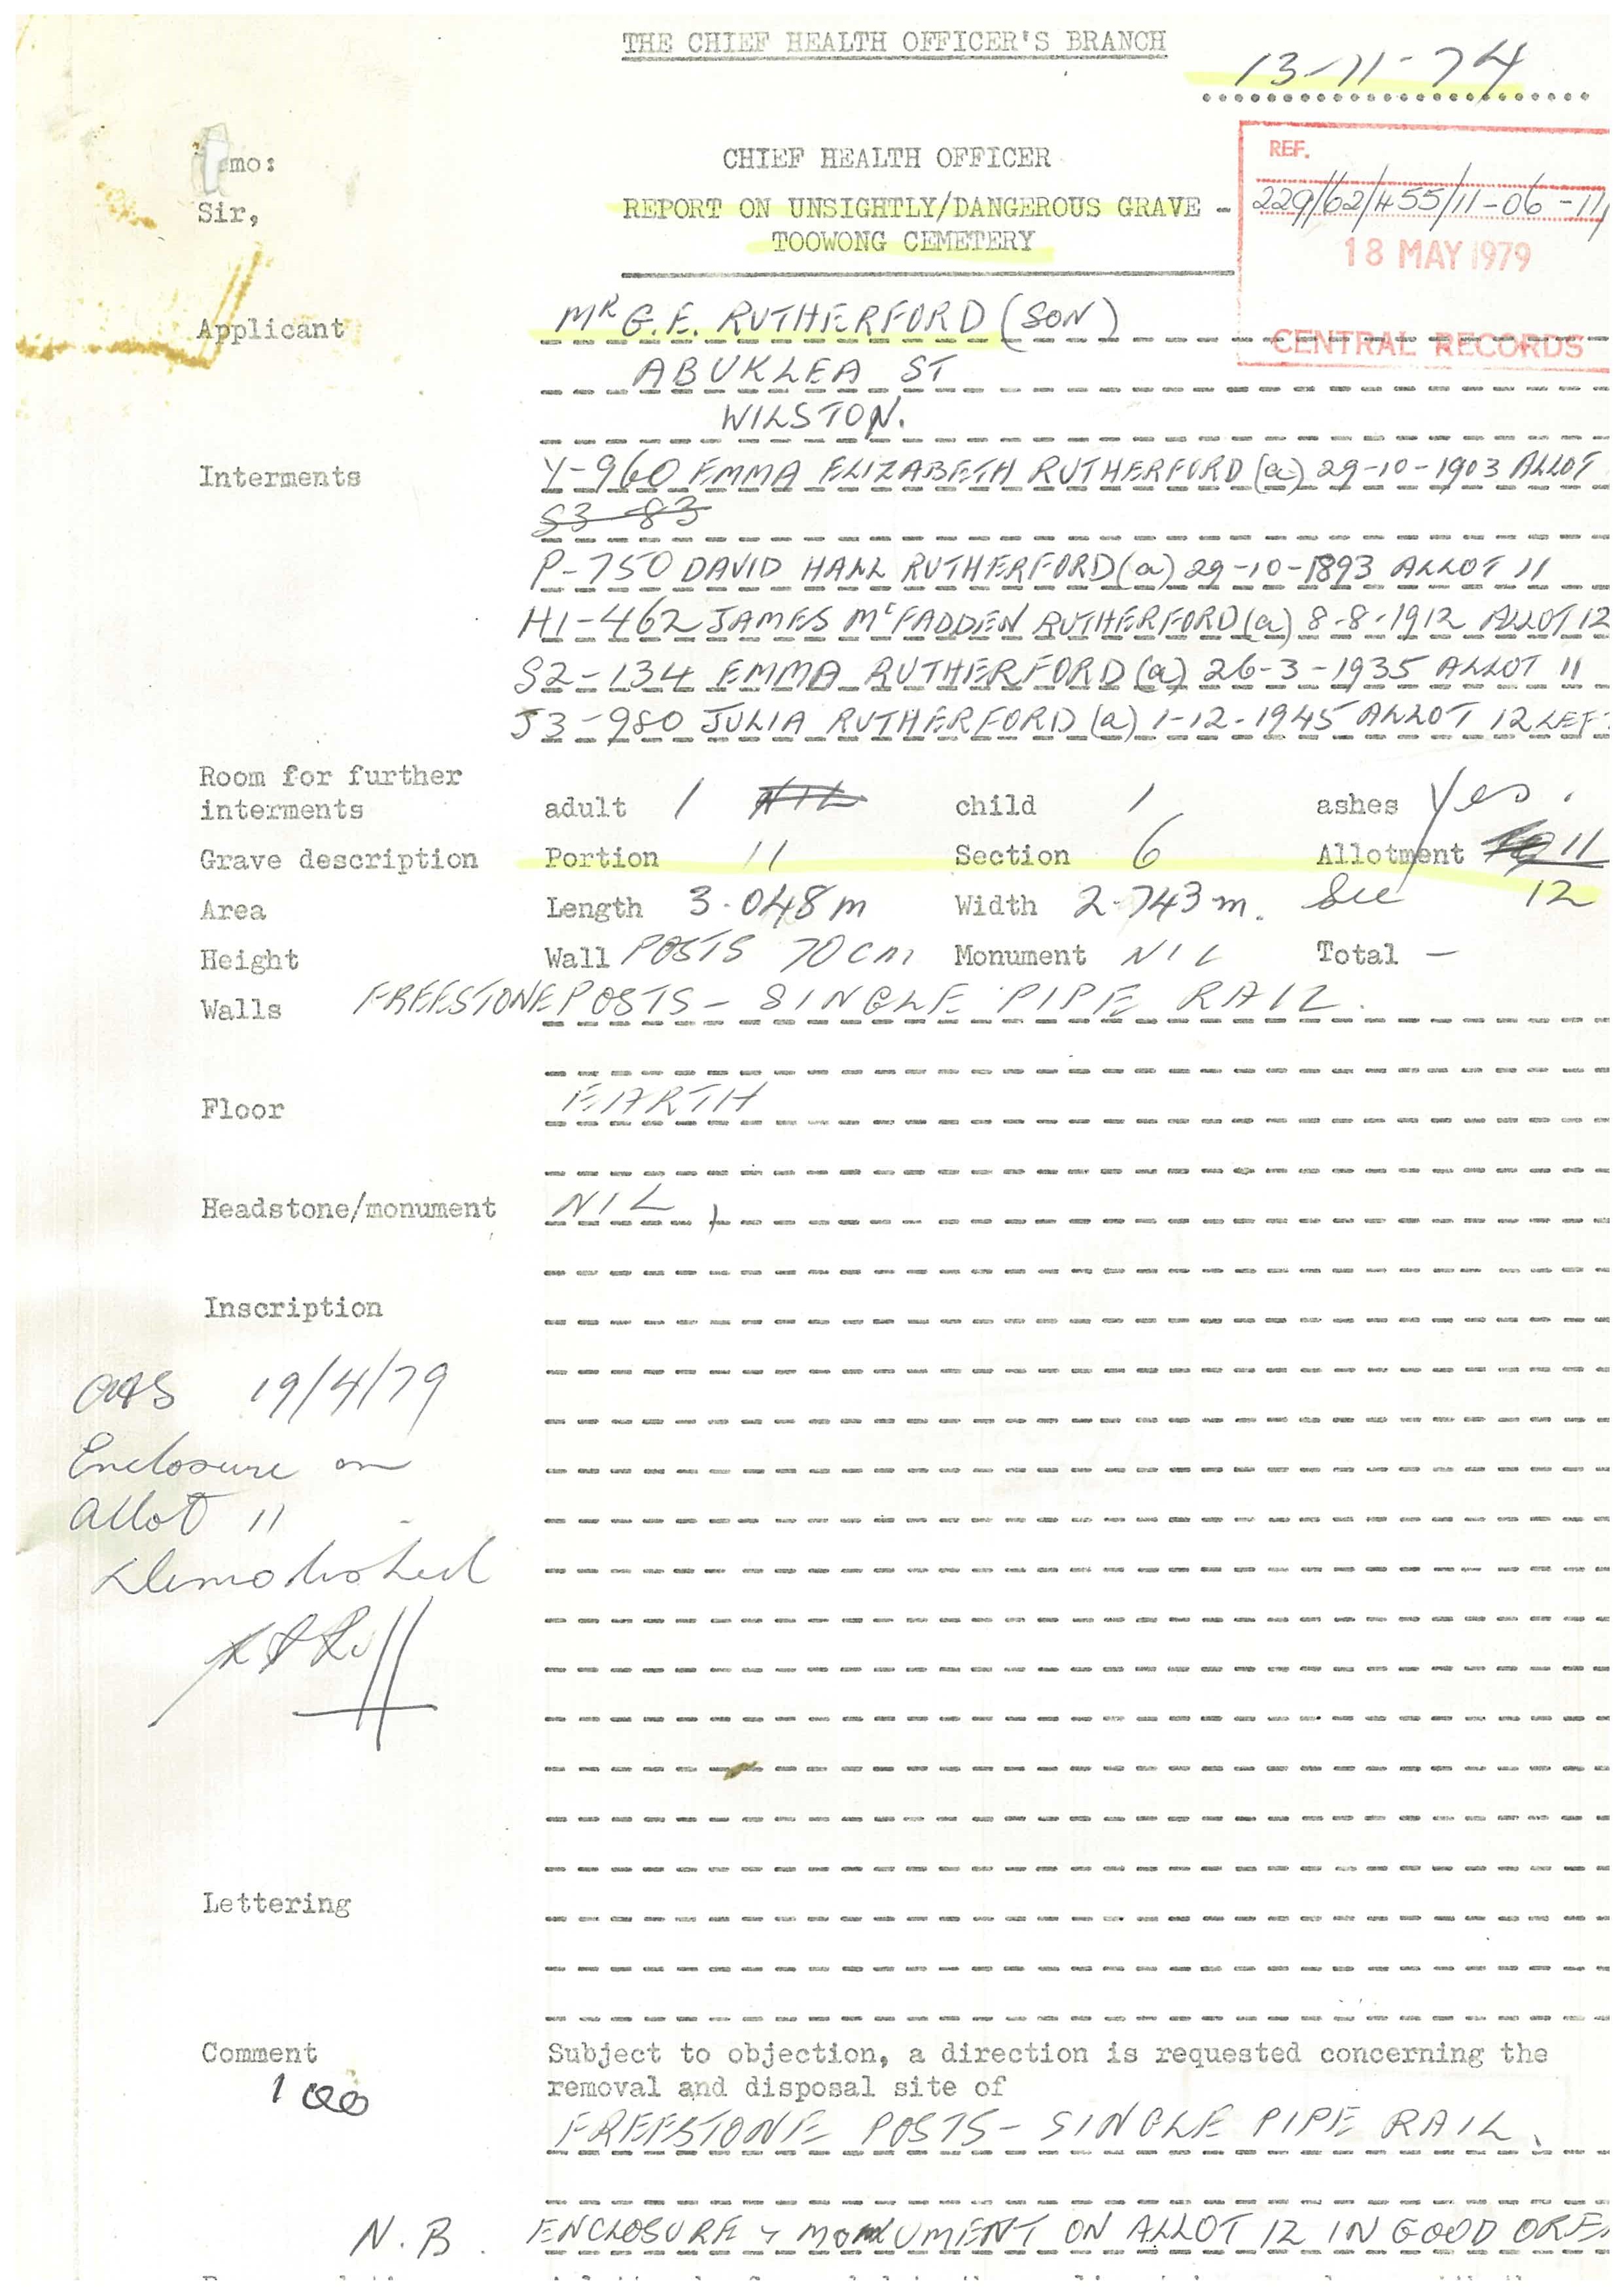 THE CHIEF HEALTH OFFICER'S BRANCH
13-11-74
mo:
CHIEF HEALTH OFFICER
REF.
Sir,
REPORT ON UNSIGHTLY/DANGEROUS GRAVE -
229/62/455/11-06-11/
TOOWONG CEMETERY
18 MAY 1979
CENTRAL RECORDS
Applicant MR G.E. RUTHERFORD (SON)
ABUKLEA ST
WILSTON.
Interments Y-960 EMMA ELIZABETH RUTHERFORD (a) 29-10-1903 ALLOT
S3-83
P-750 DAVID HALL RUTHERFORD (a) 29-10-1893 ALLOT 11
H1-462 JAMES McFADDEN RUTHERFORD (a) 8-8-1912 ALLOT 12
S2-134 EMMA RUTHERFORD (a) 26-3-1935 ALLOT 11
J3-980 JULIA RUTHERFORD (a) 1-12-1945 ALLOT 12 LEF
Room for further
interments adult 1 NIL child 1 ashes Yes.
Grave description Portion 11 Section 6 Allotment 11
Area Length 3.048m Width 2.743m. See 12
Height Wall POSTS 70cm Monument NIL Total -
Walls FREESTONE POSTS - SINGLE PIPE RAIL.
Floor EARTH
Headstone/monument NIL
Inscription
19/4/79
Enclosure on
Allot 11
Demolished
Lettering
Comment Subject to objection, a direction is requested concerning the
removal and disposal site of
100
FREESTONE POSTS - SINGLE PIPE RAIL.
N.B. ENCLOSURE & MONUMENT ON ALLOT 12 IN GOOD ORE